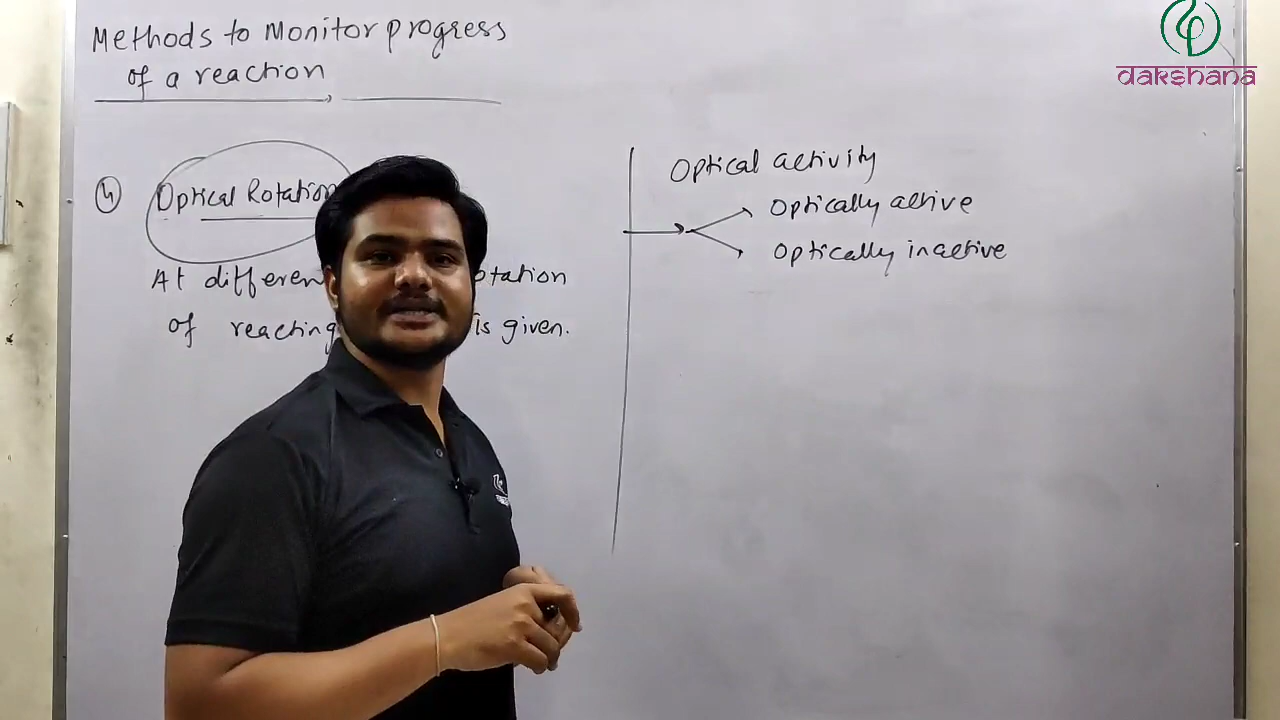 Methods to Monitor progress
of a reaction
4 Optical Rotation
At different rotation
of reacting is given.
Optical activity
Optically active
Optically inactive
dakshana